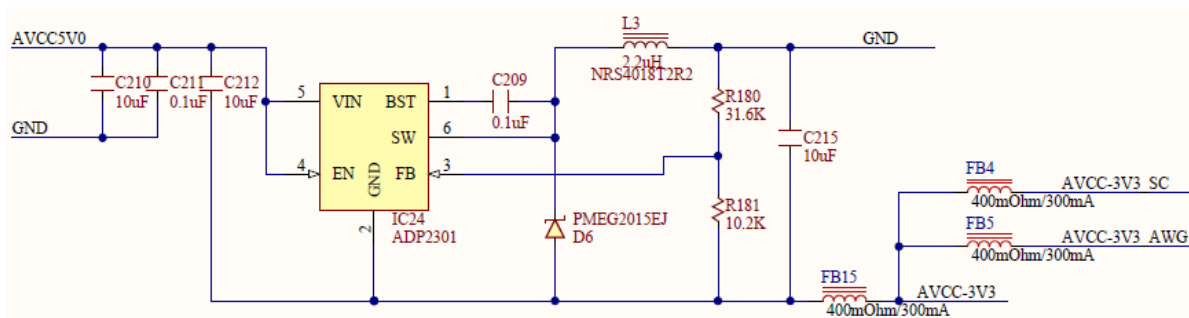 L3
AVCC5V0
GND
2.2uH
NRS4018T2R2
C210
10uF
C211
0.1uF
C212
10uF
C209
0.1uF
5
VIN
BST
1
SW
6
4
EN
GND
FB
3
R180
31.6K
C215
10uF
GND
2
IC24
ADP2301
PMEG2015EJ
D6
R181
10.2K
FB4
AVCC-3V3_SC
400mOhm/300mA
FB5
AVCC-3V3_AWG
400mOhm/300mA
FB15
AVCC-3V3
400mOhm/300mA